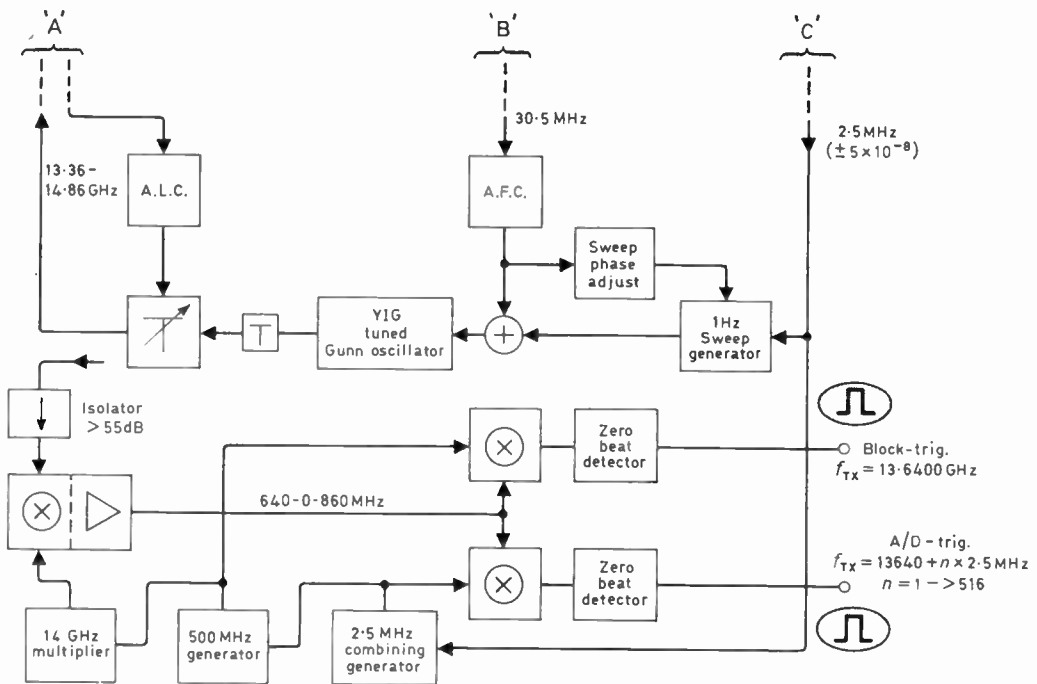 'A'
'B'
'C'
30·5 MHz
2·5 MHz
(±5×10⁻⁸)
13·36–
14·86 GHz
A.L.C.
A.F.C.
Sweep
phase
adjust
YIG
tuned
Gunn oscillator
+
1 Hz
Sweep
generator
Isolator
> 55dB
Zero
beat
detector
Block-trig.
f_TX = 13·6400 GHz
640-0-860 MHz
A/D-trig.
f_TX = 13640 + n × 2·5 MHz
n = 1 –> 516
Zero
beat
detector
14 GHz
multiplier
500 MHz
generator
2·5 MHz
combining
generator